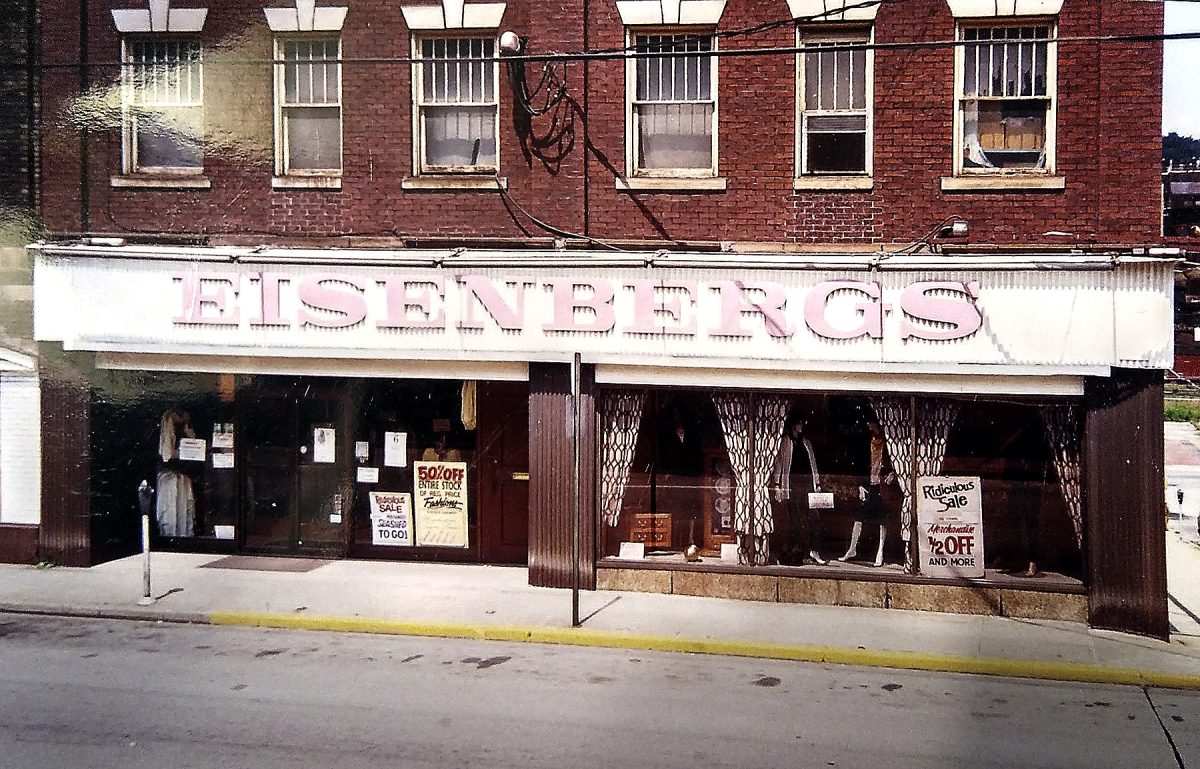 EISENBERGS
Ridiculous
SALE
SLASHED
TO GO!
50% OFF
ENTIRE STOCK
OF REG. PRICE
Fashions
Ridiculous
Sale
Merchandise
1/2 OFF
AND MORE